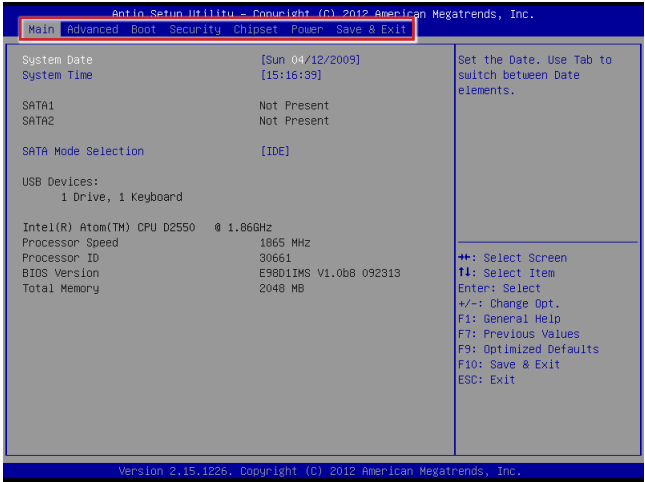 Aptio Setup Utility – Copyright (C) 2012 American Megatrends, Inc.
Main Advanced Boot Security Chipset Power Save & Exit
System Date [Sun 04/12/2009]
System Time [15:16:39]
SATA1 Not Present
SATA2 Not Present
SATA Mode Selection [IDE]
USB Devices:
1 Drive, 1 Keyboard
Intel(R) Atom(TM) CPU D2550 @ 1.86GHz
Processor Speed 1865 MHz
Processor ID 30661
BIOS Version E98D1IMS V1.0b8 092313
Total Memory 2048 MB
Set the Date. Use Tab to
switch between Date
elements.
→←: Select Screen
↑↓: Select Item
Enter: Select
+/-: Change Opt.
F1: General Help
F7: Previous Values
F9: Optimized Defaults
F10: Save & Exit
ESC: Exit
Version 2.15.1226. Copyright (C) 2012 American Megatrends, Inc.